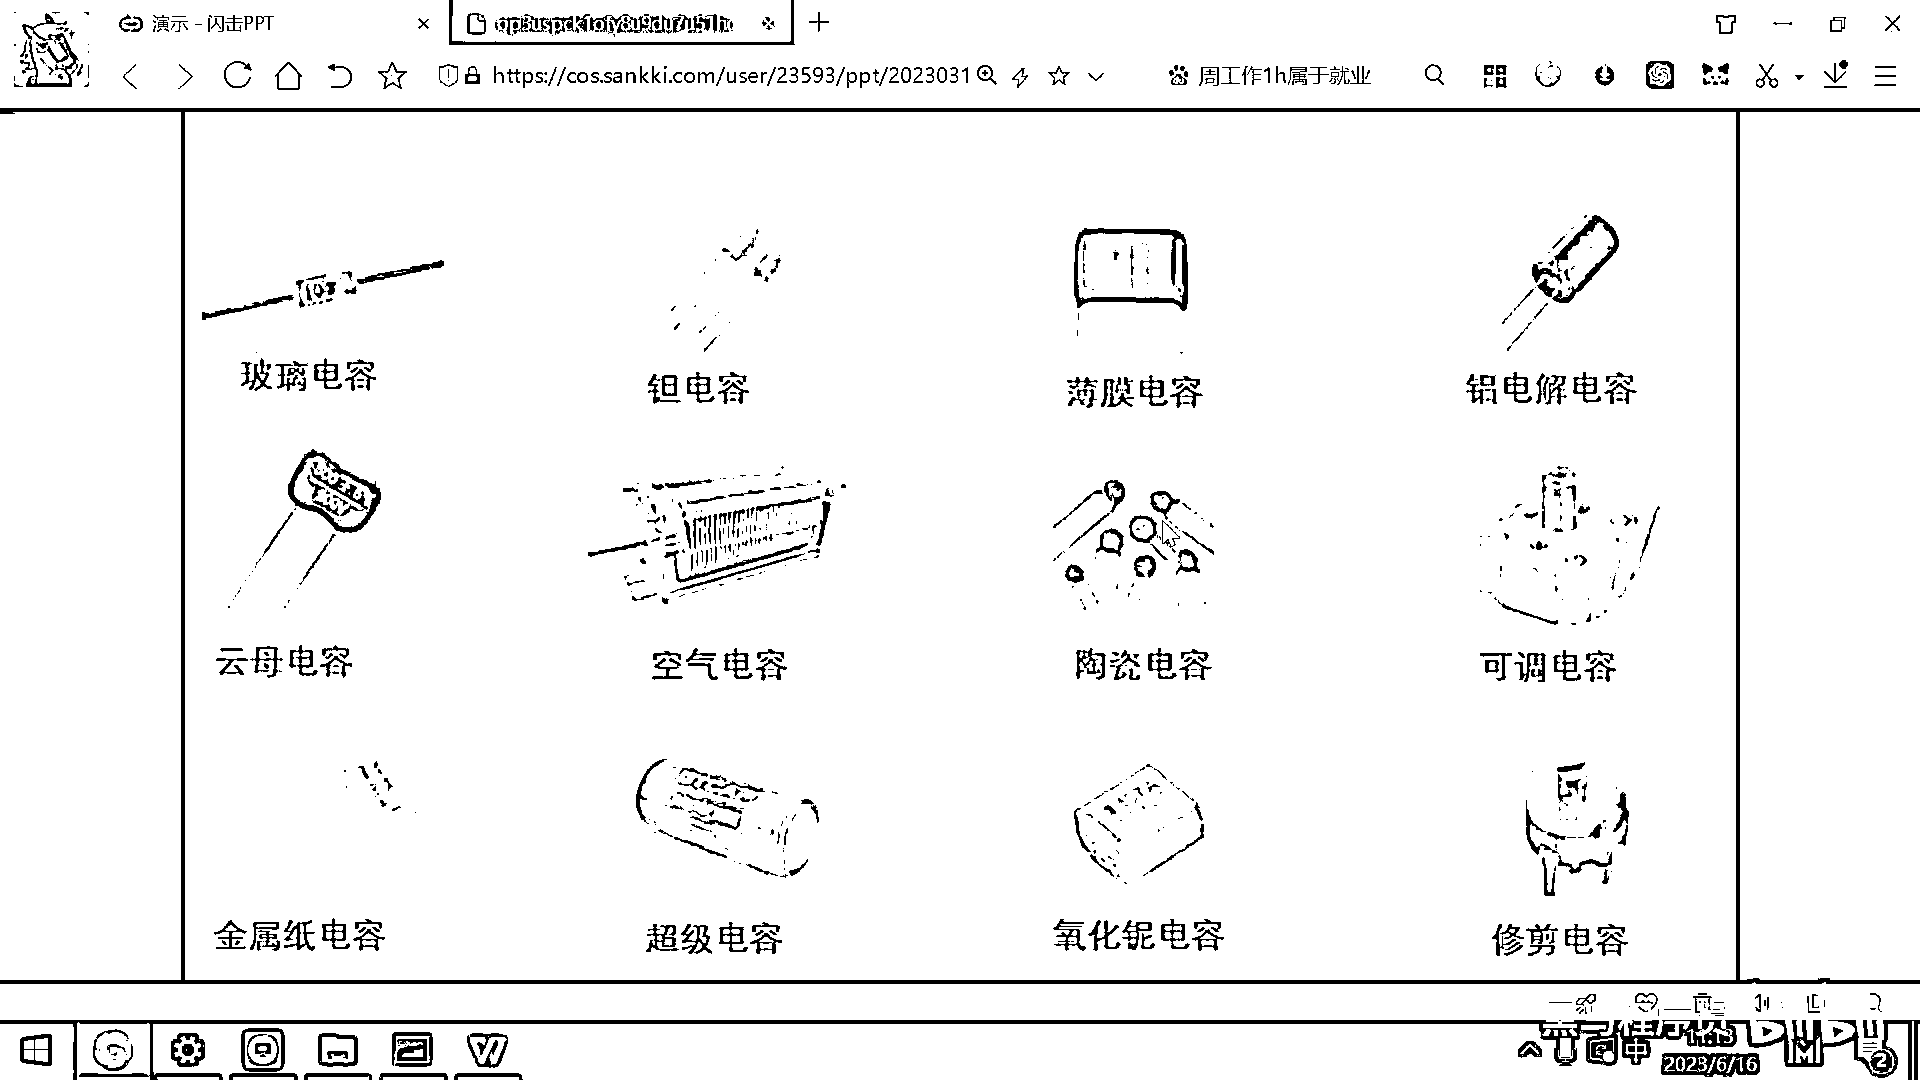 演示 - 闪击PPT
https://cos.sankki.com/user/23593/ppt/2023031
周工作1h属于就业
玻璃电容 钽电容 薄膜电容 铝电解电容
云母电容 空气电容 陶瓷电容 可调电容
金属纸电容 超级电容 氧化铌电容 修剪电容
中
2023/6/16
2